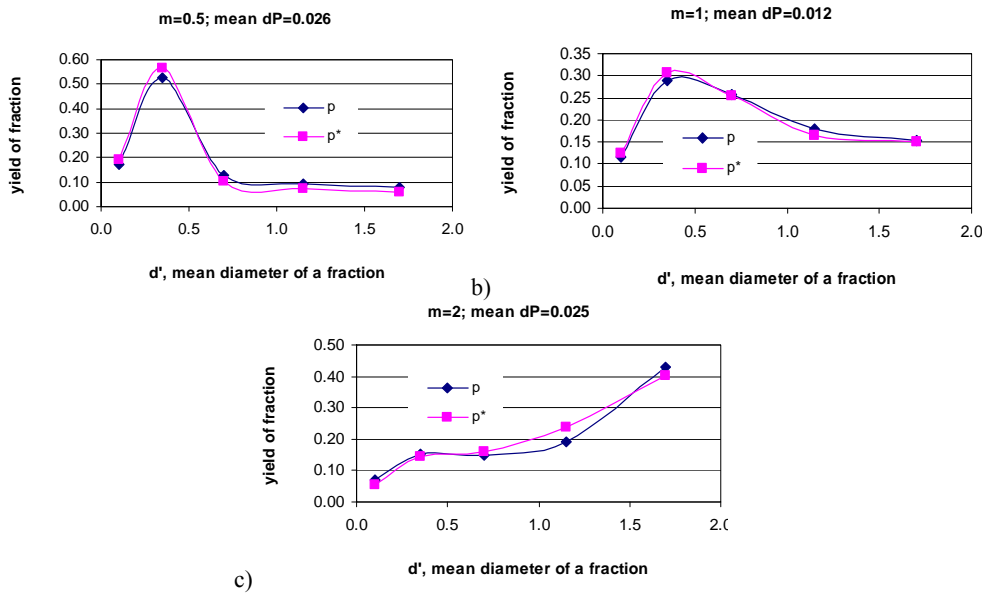 m=0.5; mean dP=0.026
yield of fraction
0.60
0.50
0.40
0.30
0.20
0.10
0.00
p
p*
0.0 0.5 1.0 1.5 2.0
d', mean diameter of a fraction
b)
m=1; mean dP=0.012
yield of fraction
0.35
0.30
0.25
0.20
0.15
0.10
0.05
0.00
p
p*
0.0 0.5 1.0 1.5 2.0
d', mean diameter of a fraction
m=2; mean dP=0.025
yield of fraction
0.50
0.40
0.30
0.20
0.10
0.00
p
p*
0.0 0.5 1.0 1.5 2.0
d', mean diameter of a fraction
c)